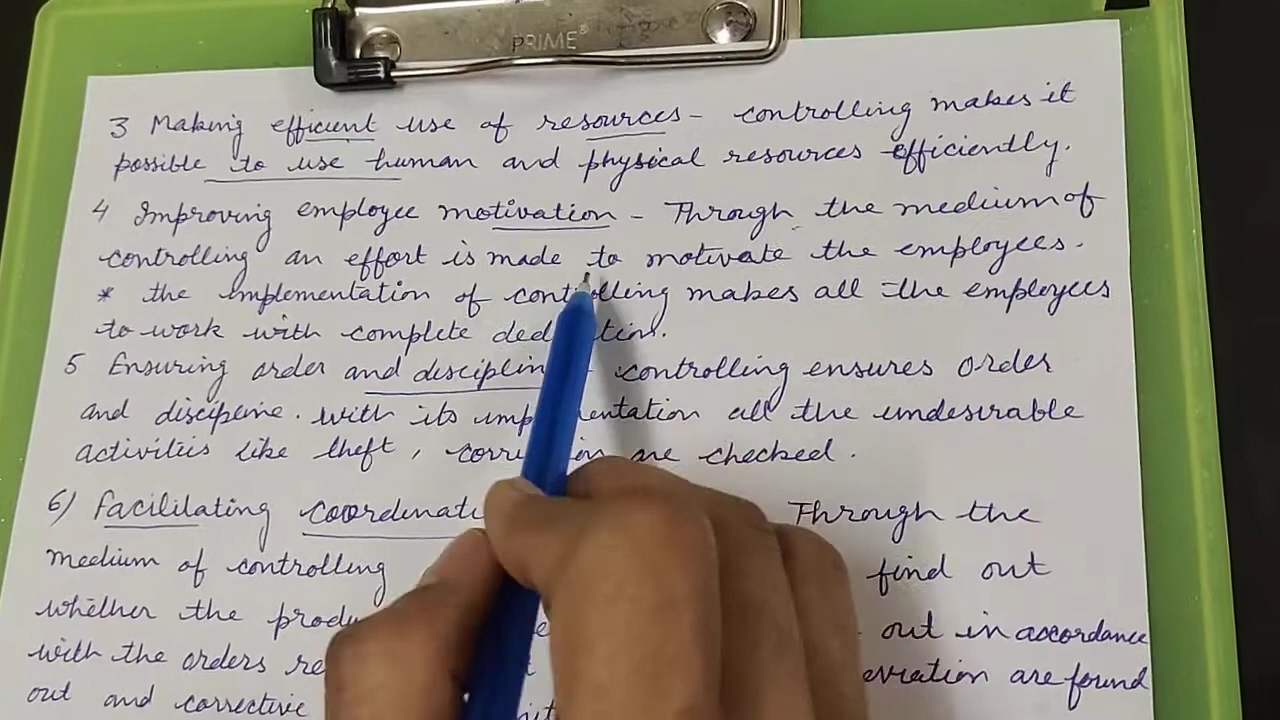 PRIME®
3 Making efficient use of resources - controlling makes it
possible to use human and physical resources efficiently.
4 Improving employee motivation - Through the medium of
controlling an effort is made to motivate the employees.
* the implementation of controlling makes all the employees
to work with complete
5 Ensuring order and discipline - controlling ensures order
and discipline. with its all the undesirable
activities like theft, are checked.
6) Facilitating Through the
medium of controlling find out
whether the out in accordance
with the orders are found
out and corrective